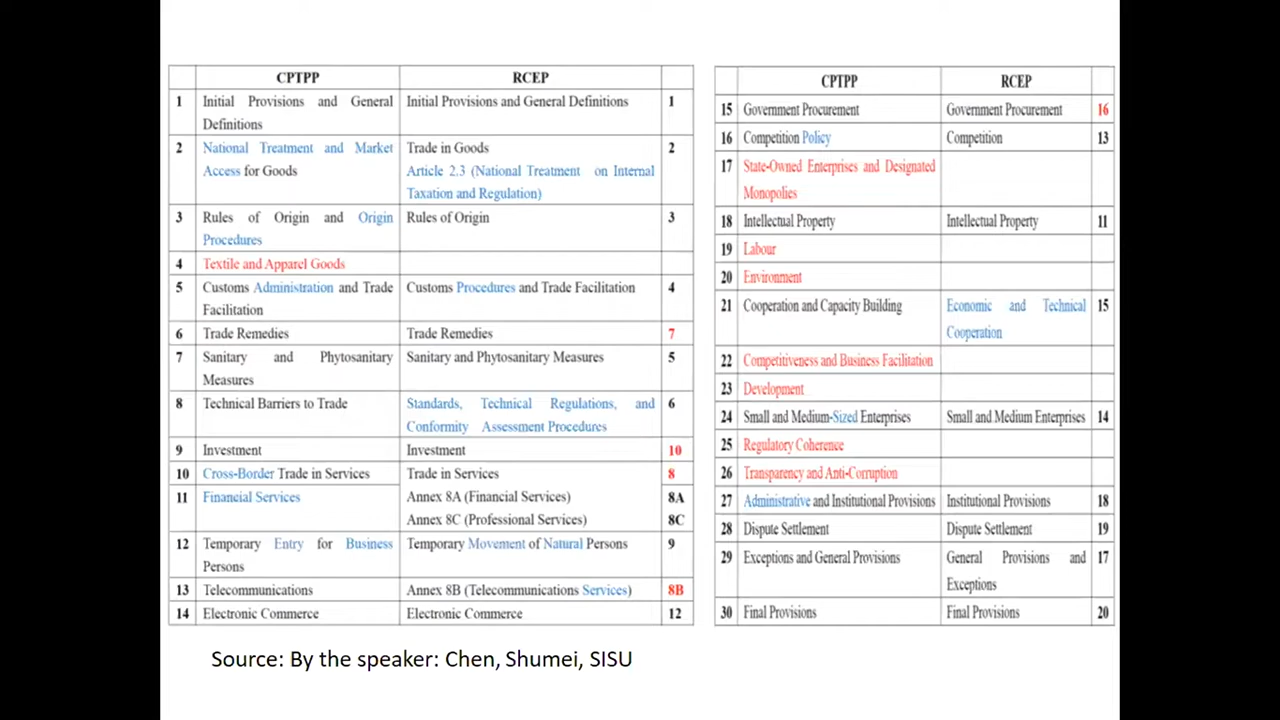 CPTPP RCEP
1 Initial Provisions and General Initial Provisions and General Definitions 1
Definitions
2 National Treatment and Market Trade in Goods 2
Access for Goods Article 2.3 (National Treatment on Internal
Taxation and Regulation)
3 Rules of Origin and Origin Rules of Origin 3
Procedures
4 Textile and Apparel Goods
5 Customs Administration and Trade Customs Procedures and Trade Facilitation 4
Facilitation
6 Trade Remedies Trade Remedies 7
7 Sanitary and Phytosanitary Sanitary and Phytosanitary Measures 5
Measures
8 Technical Barriers to Trade Standards, Technical Regulations, and 6
Conformity Assessment Procedures
9 Investment Investment 10
10 Cross-Border Trade in Services Trade in Services 8
11 Financial Services Annex 8A (Financial Services) 8A
Annex 8C (Professional Services) 8C
12 Temporary Entry for Business Temporary Movement of Natural Persons 9
Persons
13 Telecommunications Annex 8B (Telecommunications Services) 8B
14 Electronic Commerce Electronic Commerce 12
CPTPP RCEP
15 Government Procurement Government Procurement 16
16 Competition Policy Competition 13
17 State-Owned Enterprises and Designated
Monopolies
18 Intellectual Property Intellectual Property 11
19 Labour
20 Environment
21 Cooperation and Capacity Building Economic and Technical 15
Cooperation
22 Competitiveness and Business Facilitation
23 Development
24 Small and Medium-Sized Enterprises Small and Medium Enterprises 14
25 Regulatory Coherence
26 Transparency and Anti-Corruption
27 Administrative and Institutional Provisions Institutional Provisions 18
28 Dispute Settlement Dispute Settlement 19
29 Exceptions and General Provisions General Provisions and 17
Exceptions
30 Final Provisions Final Provisions 20
Source: By the speaker: Chen, Shumei, SISU